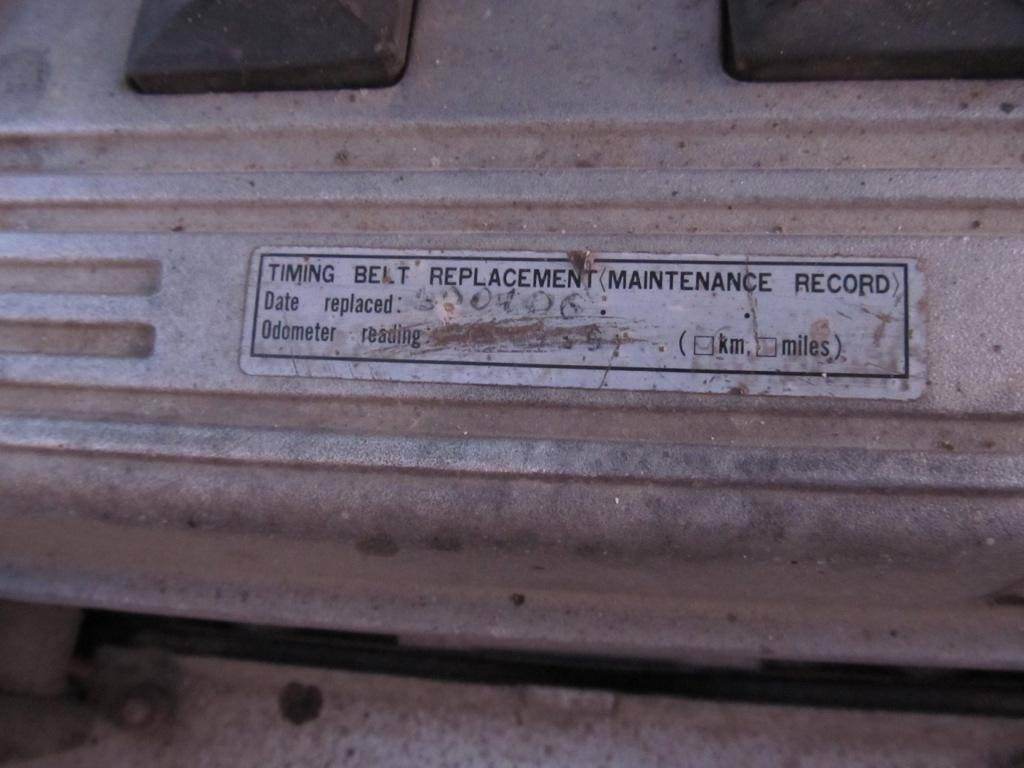 TIMING BELT REPLACEMENT (MAINTENANCE RECORD)
Date replaced:
Odometer reading (☐km, ☐miles)